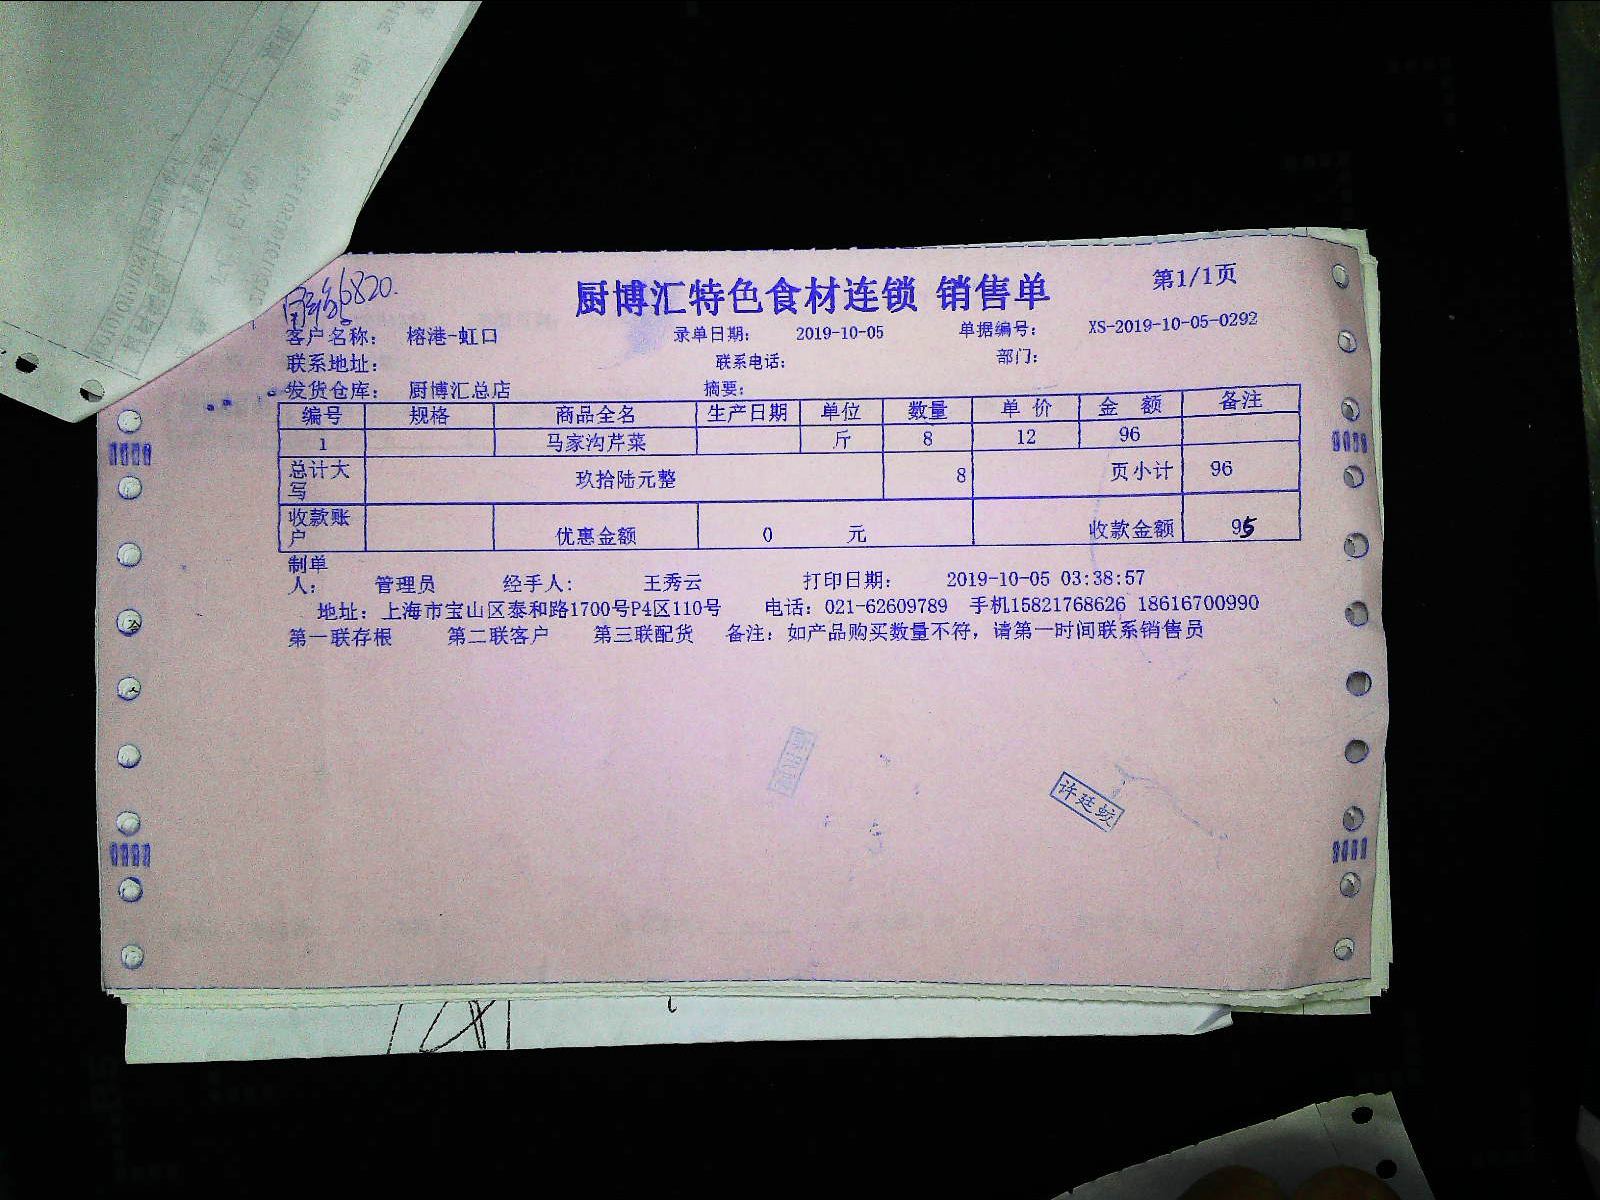 6820.
厨博汇特色食材连锁 销售单 第1/1页
客户名称： 榕港-虹口 录单日期： 2019-10-05 单据编号： XS-2019-10-05-0292
联系地址： 联系电话： 部门：
发货仓库： 厨博汇总店 摘要：
编号 规格 商品全名 生产日期 单位 数量 单价 金额 备注
1 马家沟芹菜 斤 8 12 96
总计大写 玖拾陆元整 8 页小计 96
收款账户 优惠金额 0 元 收款金额 95
制单人： 管理员 经手人： 王秀云 打印日期： 2019-10-05 03:38:57
地址：上海市宝山区泰和路1700号P4区110号 电话：021-62609789 手机15821768626 18616700990
第一联存根 第二联客户 第三联配货 备注：如产品购买数量不符，请第一时间联系销售员
许廷蛟